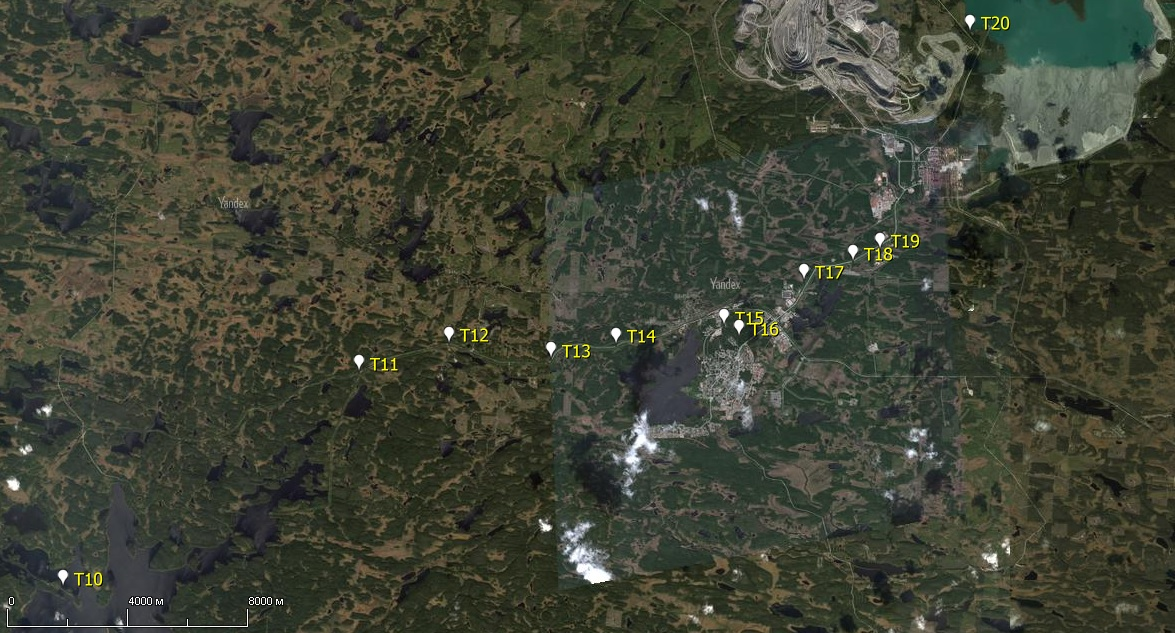 T20
Yandex
T19
T18
T17
Yandex
T15
T16
T12
T14
T13
T11
T10
0 4000 м 8000 м